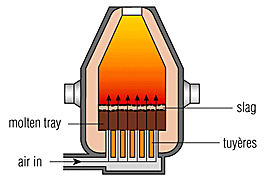 slag
molten tray
tuyères
air in